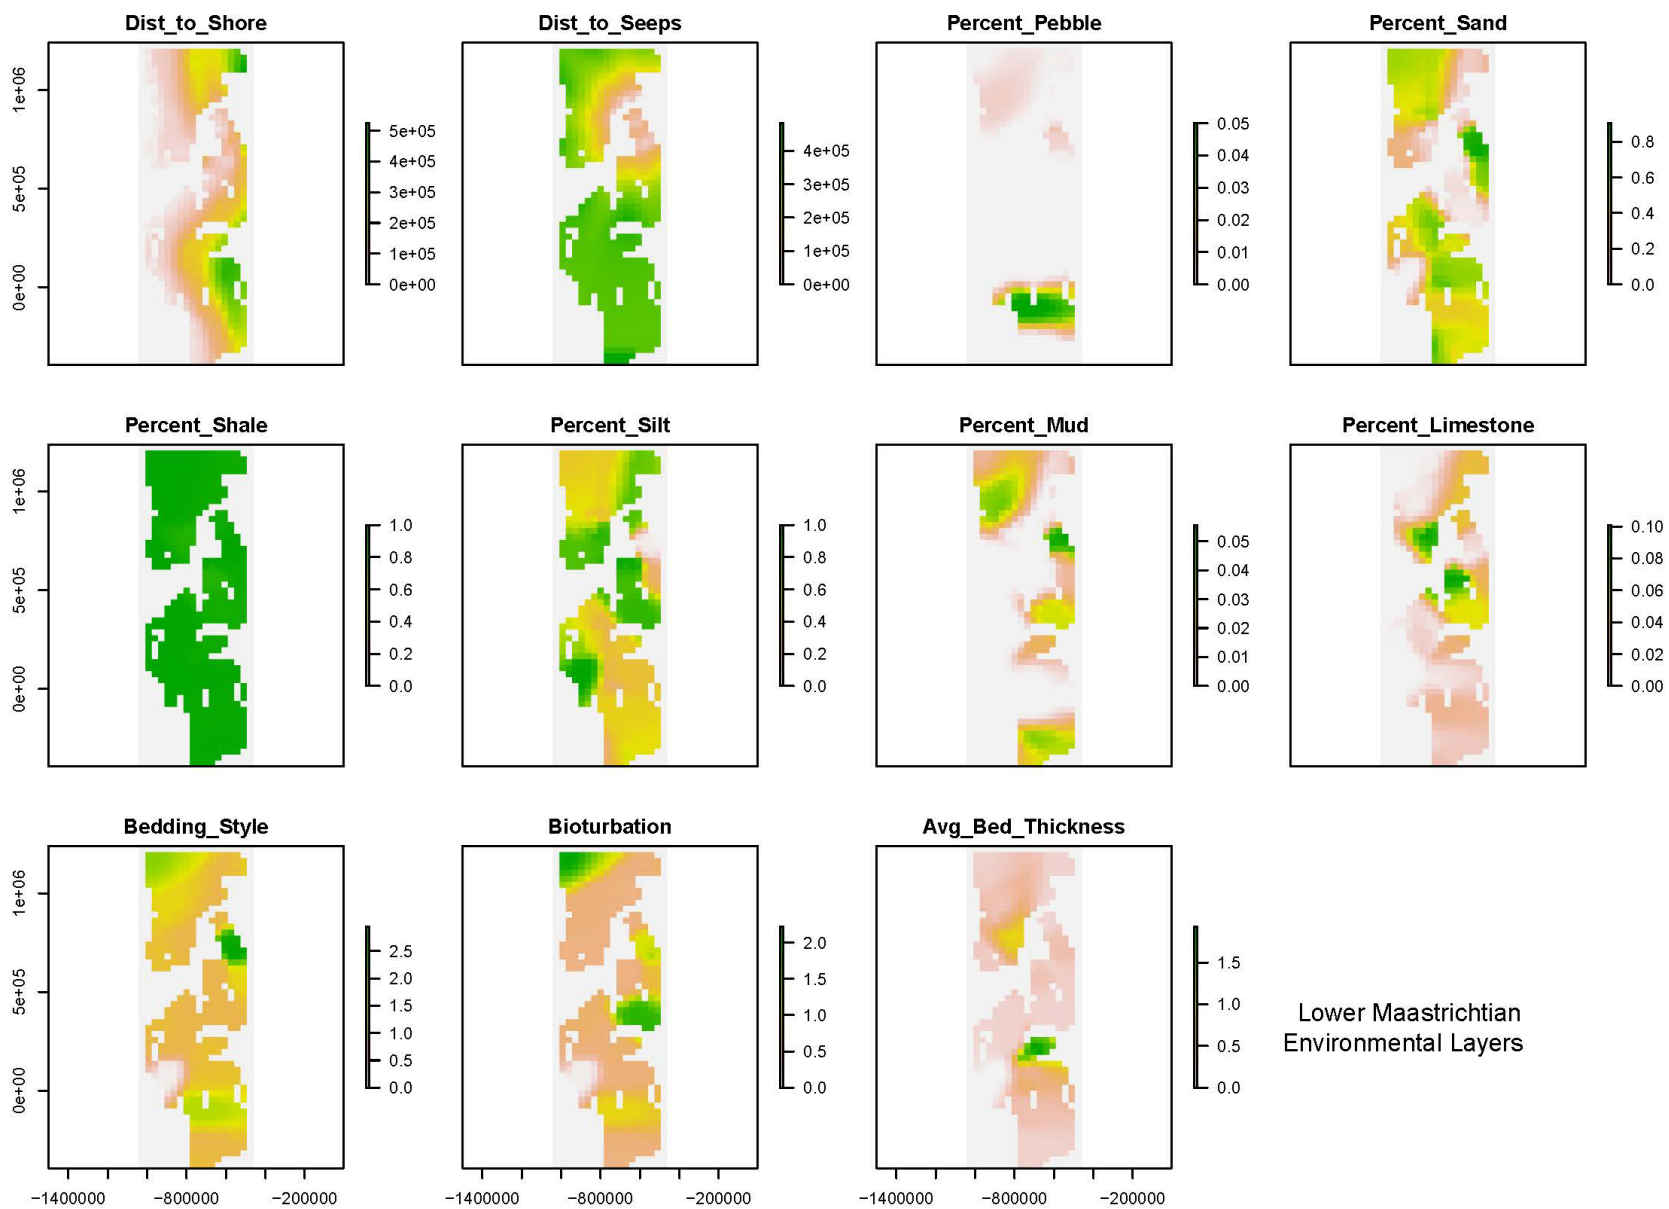 Dist_to_Shore Dist_to_Seeps Percent_Pebble Percent_Sand
1e+06
5e+05
0e+00
5e+05
4e+05
3e+05
2e+05
1e+05
0e+00
4e+05
3e+05
2e+05
1e+05
0e+00
0.05
0.04
0.03
0.02
0.01
0.00
0.8
0.6
0.4
0.2
0.0
Percent_Shale Percent_Silt Percent_Mud Percent_Limestone
1e+06
5e+05
0e+00
1.0
0.8
0.6
0.4
0.2
0.0
1.0
0.8
0.6
0.4
0.2
0.0
0.05
0.04
0.03
0.02
0.01
0.00
0.10
0.08
0.06
0.04
0.02
0.00
Bedding_Style Bioturbation Avg_Bed_Thickness
1e+06
5e+05
0e+00
2.5
2.0
1.5
1.0
0.5
0.0
2.0
1.5
1.0
0.5
0.0
1.5
1.0
0.5
0.0
Lower Maastrichtian
Environmental Layers
−1400000 −800000 −200000 −1400000 −800000 −200000 −1400000 −800000 −200000